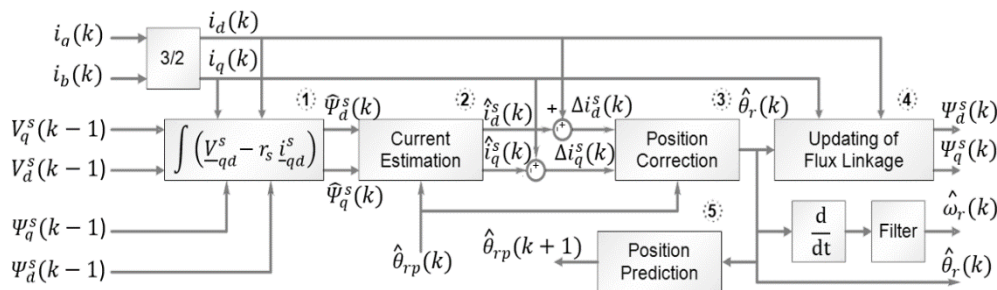 i_a(k)
i_b(k)
3/2
i_d(k)
i_q(k)
V_q^s(k−1)
V_d^s(k−1)
Ψ_q^s(k−1)
Ψ_d^s(k−1)
1
∫(V_qd^s − r_s i_qd^s)
Ψ̂_d^s(k)
Ψ̂_q^s(k)
2
Current
Estimation
î_d^s(k)
î_q^s(k)
θ̂_rp(k)
+
+
+
Δi_d^s(k)
Δi_q^s(k)
3
Position
Correction
θ̂_r(k)
4
Updating of
Flux Linkage
Ψ_d^s(k)
Ψ_q^s(k)
5
θ̂_rp(k+1)
Position
Prediction
d
dt
Filter
ω̂_r(k)
θ̂_r(k)